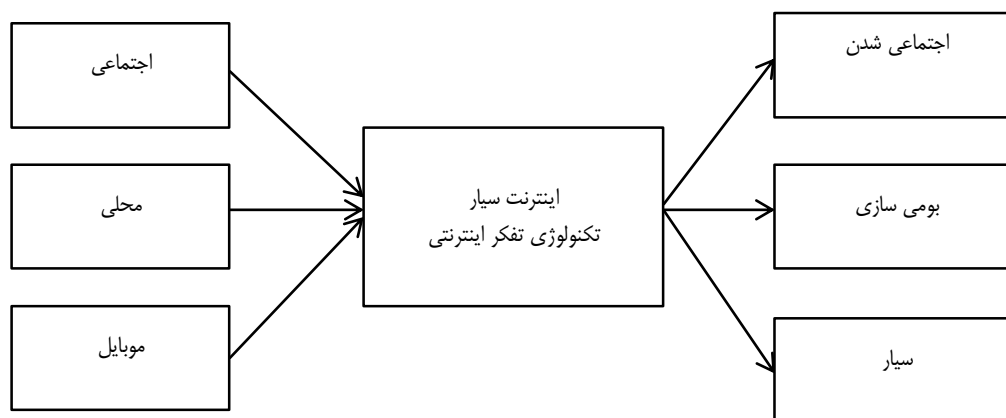 اجتماعی شدن
اجتماعی
اینترنت سیار
تکنولوژی تفکر اینترنتی
محلی
بومی سازی
موبایل
سیار